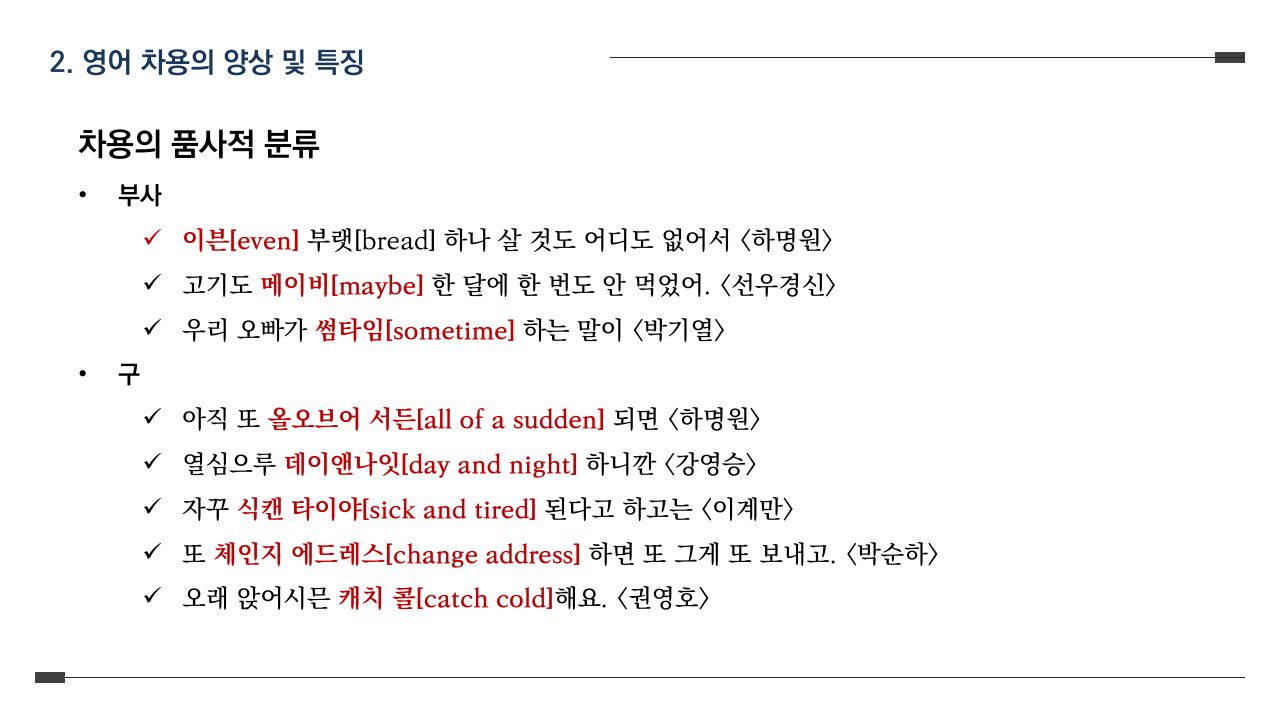 2. 영어 차용의 양상 및 특징
차용의 품사적 분류
• 부사
✓ 이븐[even] 부랫[bread] 하나 살 것도 어디도 없어서 〈하명원〉
✓ 고기도 메이비[maybe] 한 달에 한 번도 안 먹었어. 〈선우경신〉
✓ 우리 오빠가 썸타임[sometime] 하는 말이 〈박기열〉
• 구
✓ 아직 또 올오브어 서든[all of a sudden] 되면 〈하명원〉
✓ 열심으루 데이앤나잇[day and night] 하니깐 〈강영승〉
✓ 자꾸 식캔 타이야[sick and tired] 된다고 하고는 〈이계만〉
✓ 또 체인지 에드레스[change address] 하면 또 그게 또 보내고. 〈박순하〉
✓ 오래 앉어시믄 캐치 콜[catch cold]해요. 〈권영호〉